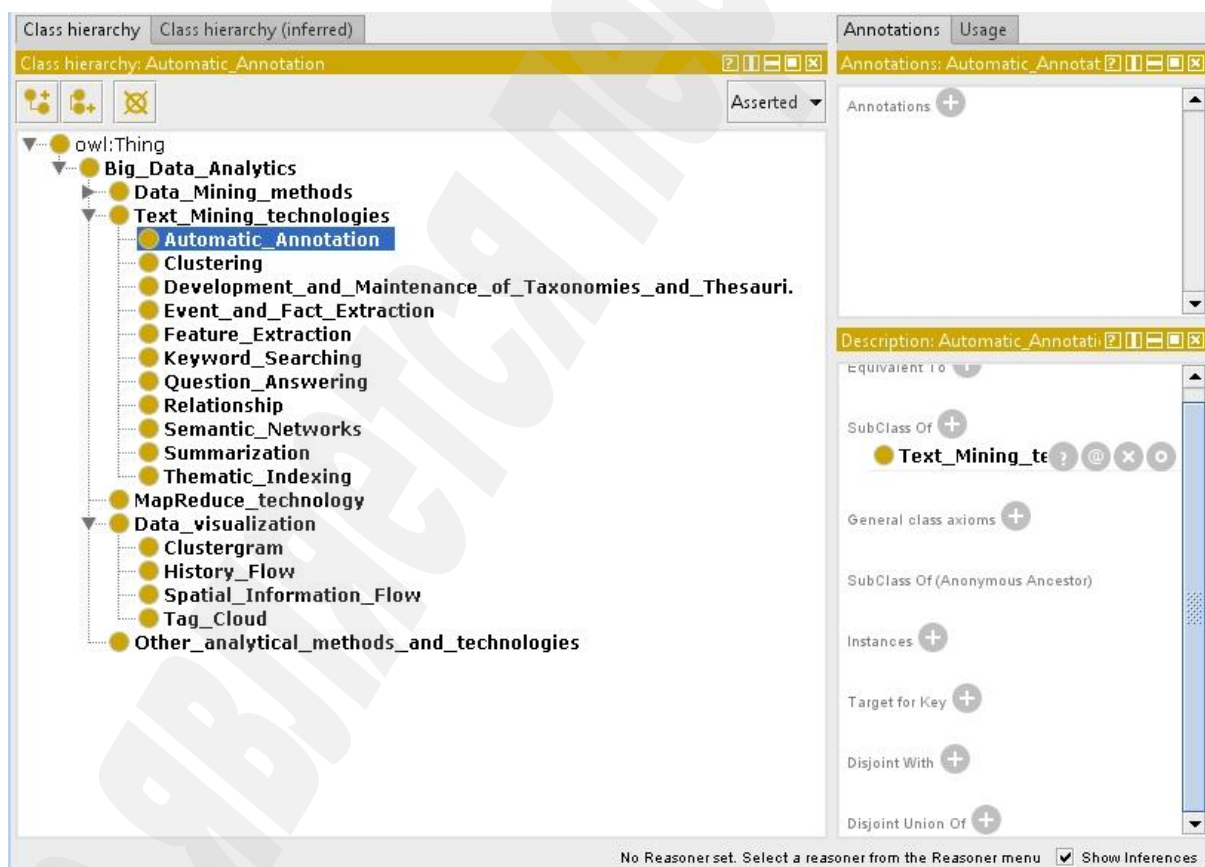 Class hierarchy Class hierarchy (inferred)
Class hierarchy: Automatic_Annotation
Asserted
owl:Thing
Big_Data_Analytics
Data_Mining_methods
Text_Mining_technologies
Automatic_Annotation
Clustering
Development_and_Maintenance_of_Taxonomies_and_Thesauri.
Event_and_Fact_Extraction
Feature_Extraction
Keyword_Searching
Question_Answering
Relationship
Semantic_Networks
Summarization
Thematic_Indexing
MapReduce_technology
Data_visualization
Clustergram
History_Flow
Spatial_Information_Flow
Tag_Cloud
Other_analytical_methods_and_technologies
Annotations Usage
Annotations: Automatic_Annotat
Annotations
Description: Automatic_Annotati
Equivalent To
SubClass Of
Text_Mining_te
General class axioms
SubClass Of (Anonymous Ancestor)
Instances
Target for Key
Disjoint With
Disjoint Union Of
No Reasoner set. Select a reasoner from the Reasoner menu Show Inferences